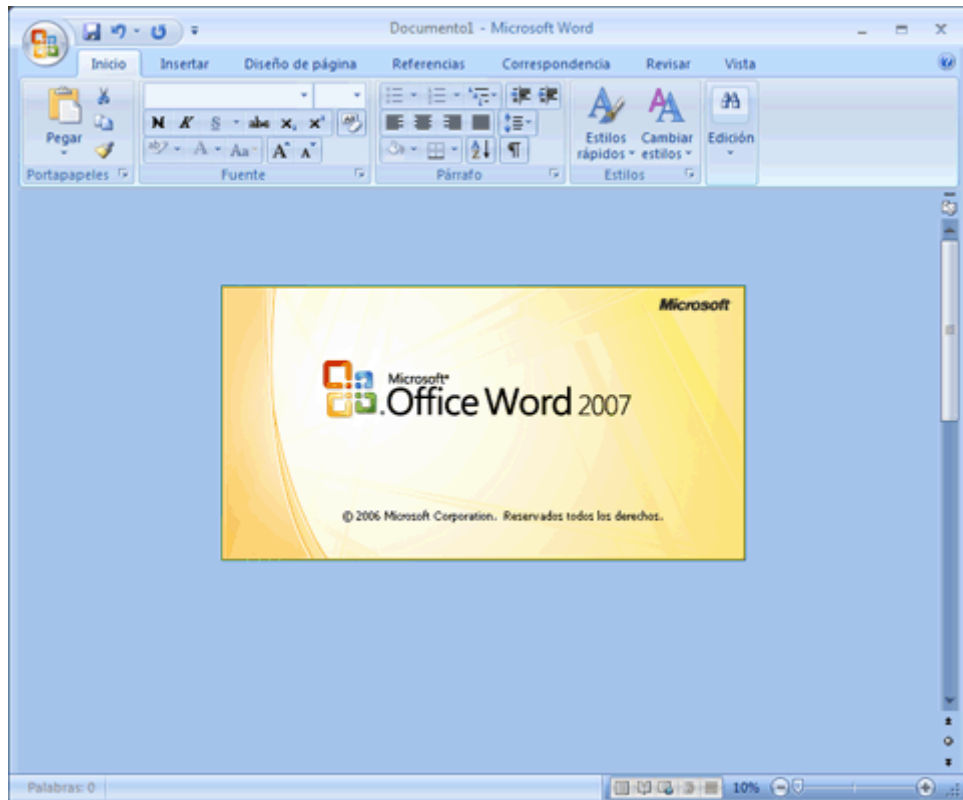 Documento1 - Microsoft Word
Inicio Insertar Diseño de página Referencias Correspondencia Revisar Vista
Pegar
N K S abe x₂ x²
A Aa A A
Estilos rápidos
Cambiar estilos
Edición
Portapapeles Fuente Párrafo Estilos
Microsoft
Microsoft®
Office Word 2007
© 2006 Microsoft Corporation. Reservados todos los derechos.
Palabras: 0 10%